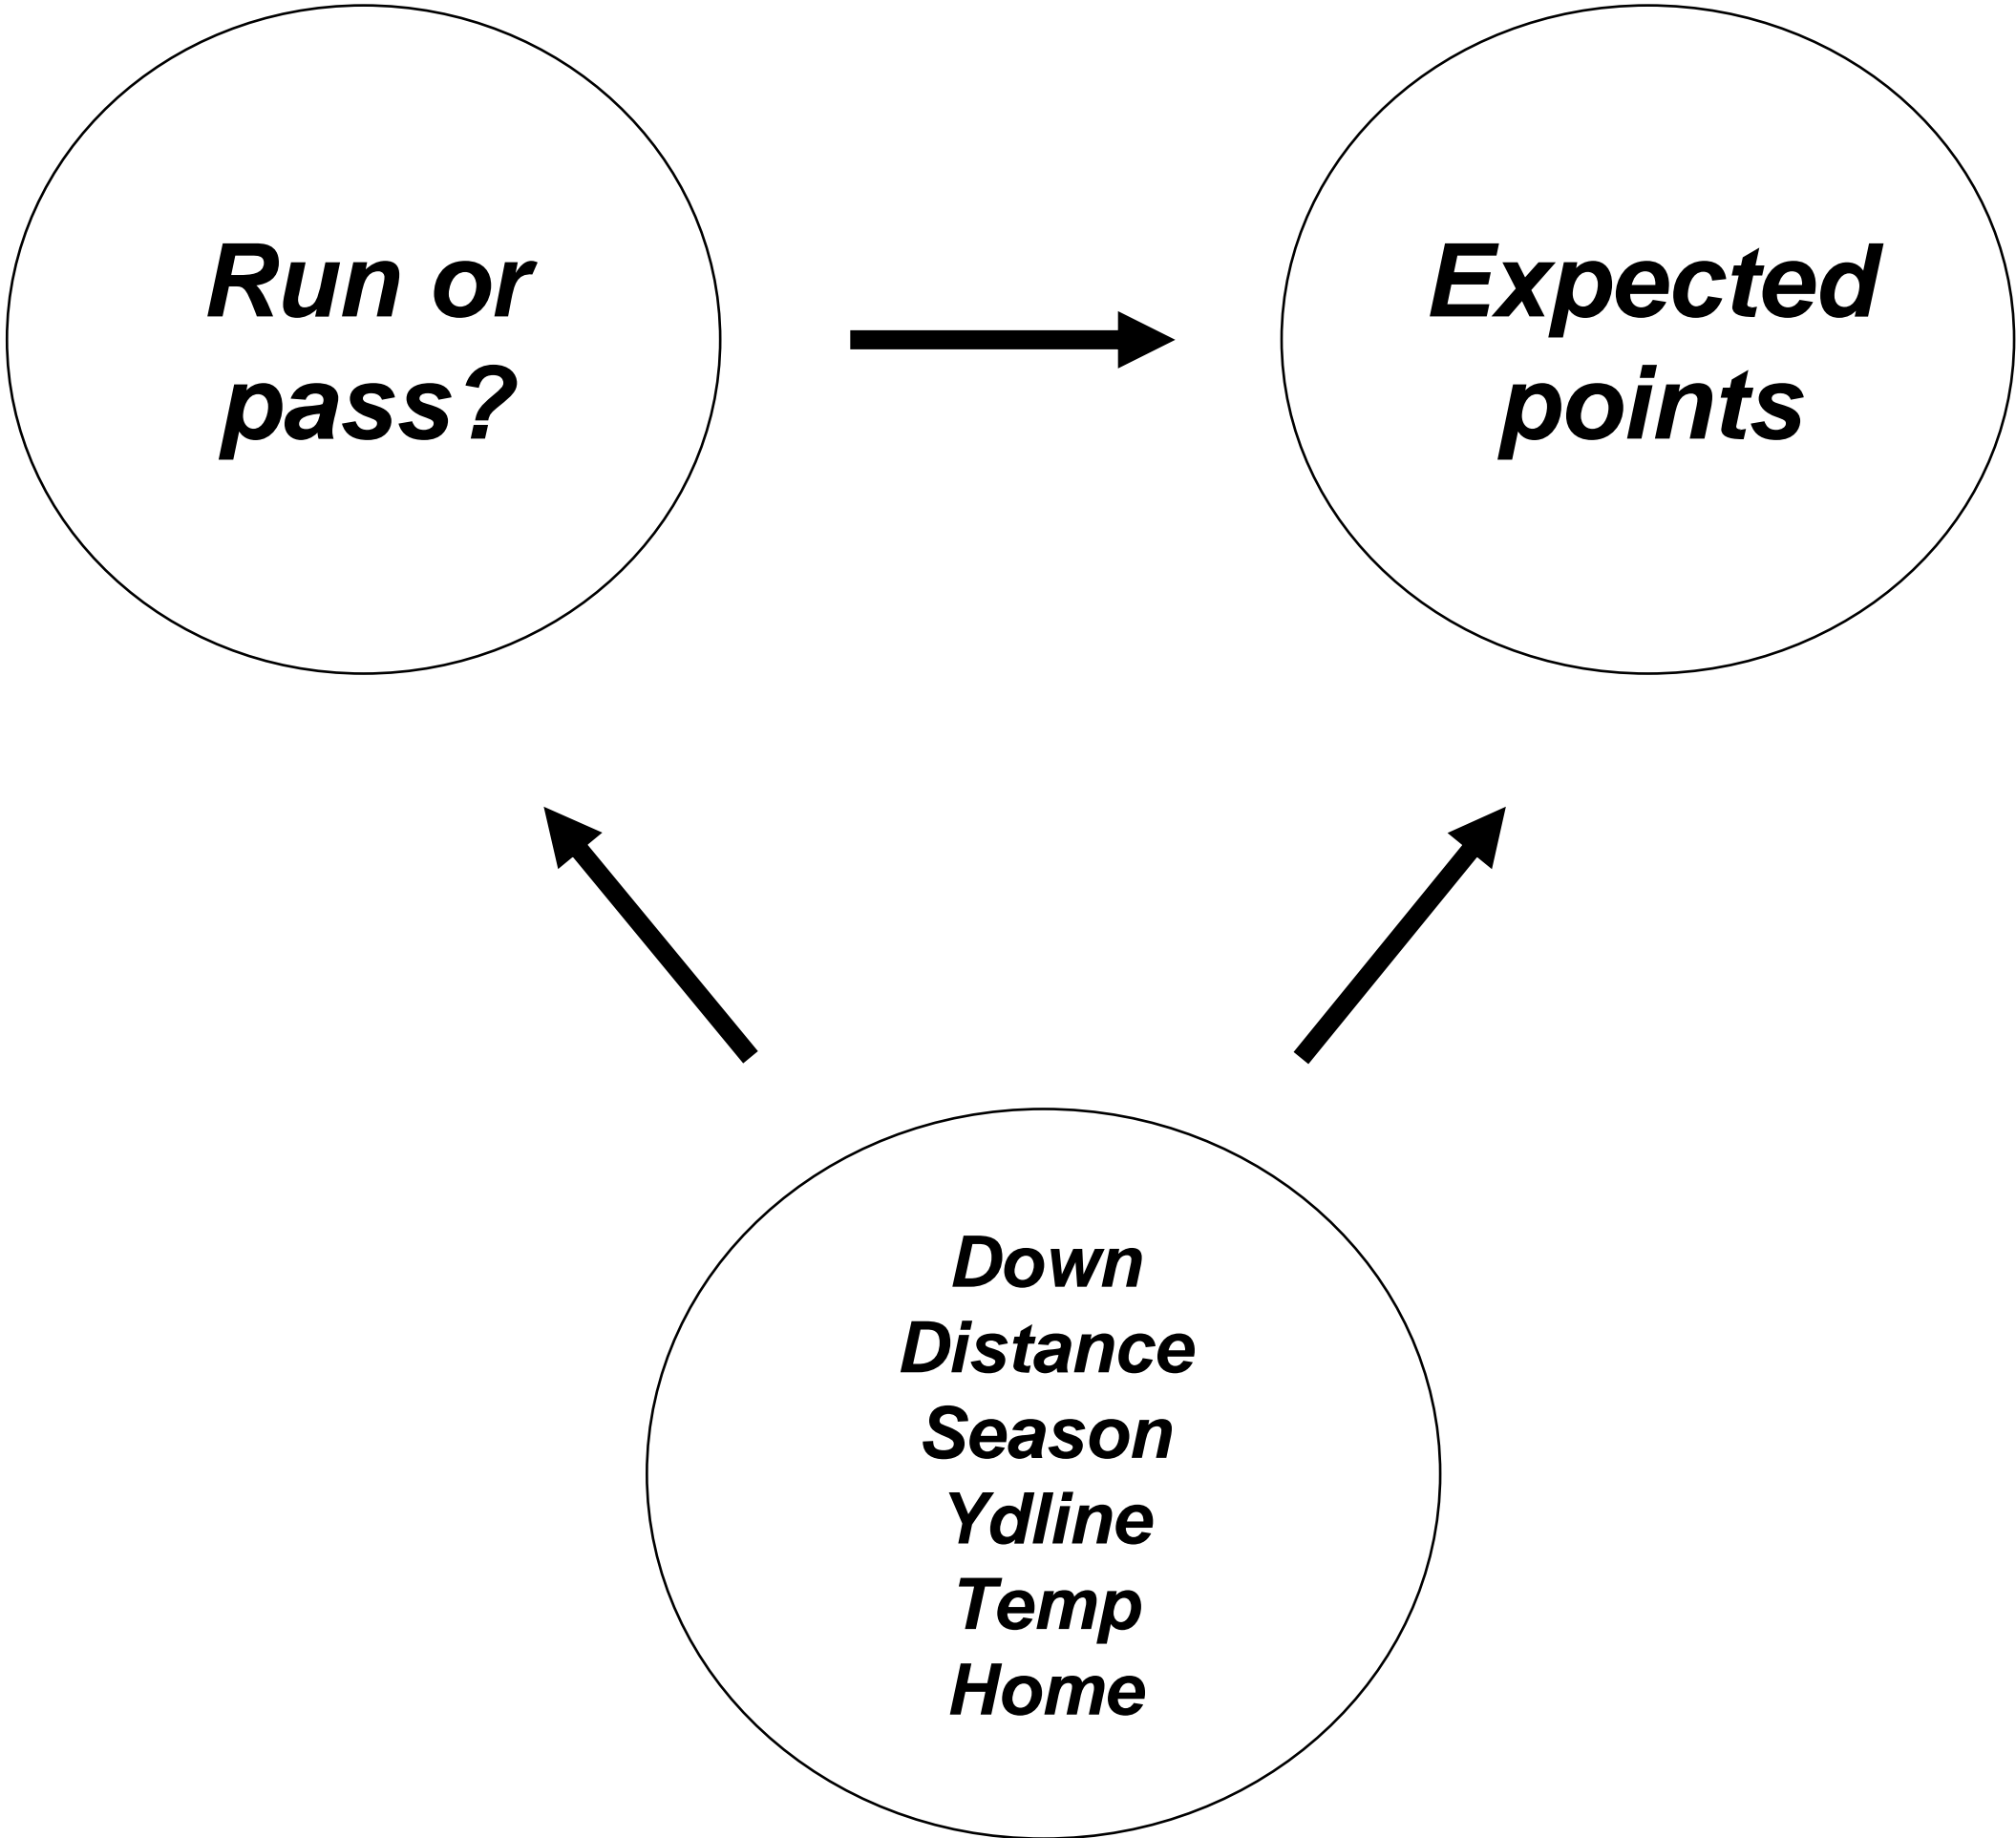 Run or
pass?
Expected
points
Down
Distance
Season
Ydline
Temp
Home